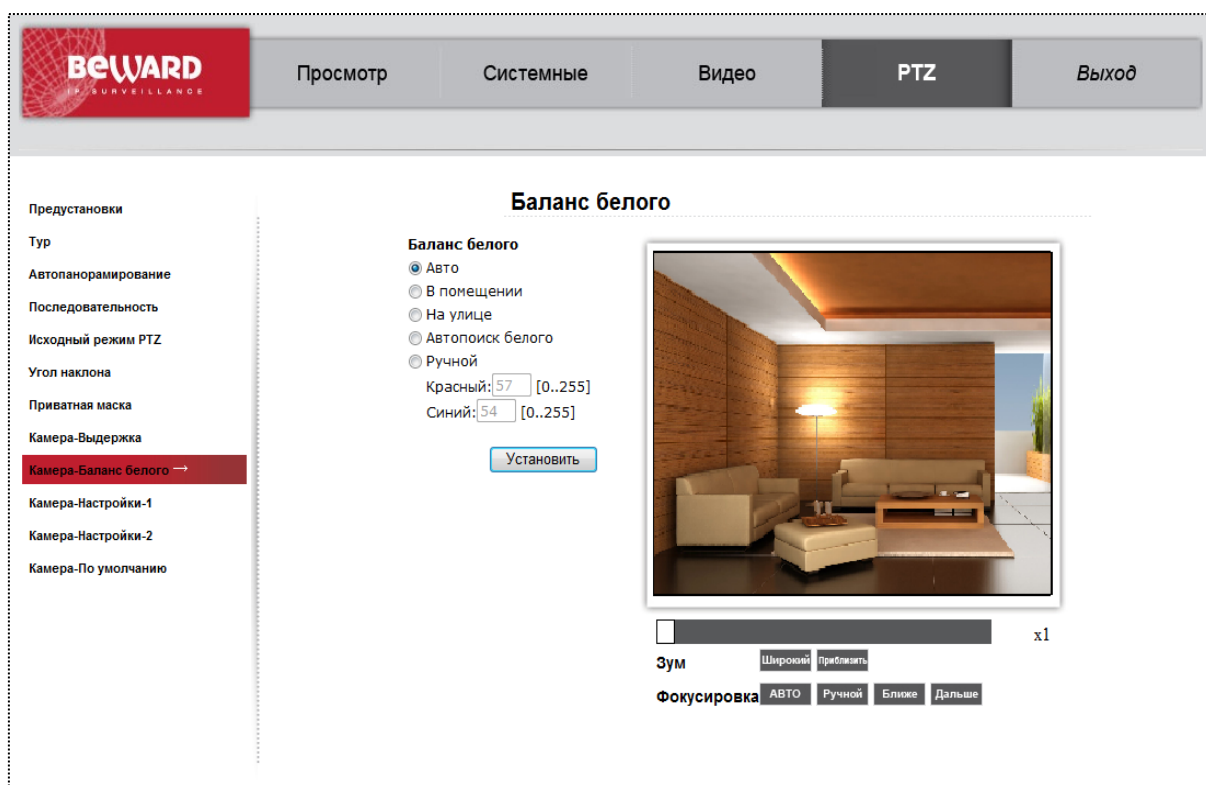 BEWARD
IP SURVEILLANCE
Просмотр
Системные
Видео
PTZ
Выход
Предустановки
Тур
Автопанорамирование
Последовательность
Исходный режим PTZ
Угол наклона
Приватная маска
Камера-Выдержка
Камера-Баланс белого →
Камера-Настройки-1
Камера-Настройки-2
Камера-По умолчанию
Баланс белого
Баланс белого
Авто
В помещении
На улице
Автопоиск белого
Ручной
Красный: 57 [0..255]
Синий: 54 [0..255]
Установить
x1
Зум Широкий Приблизить
Фокусировка АВТО Ручной Ближе Дальше